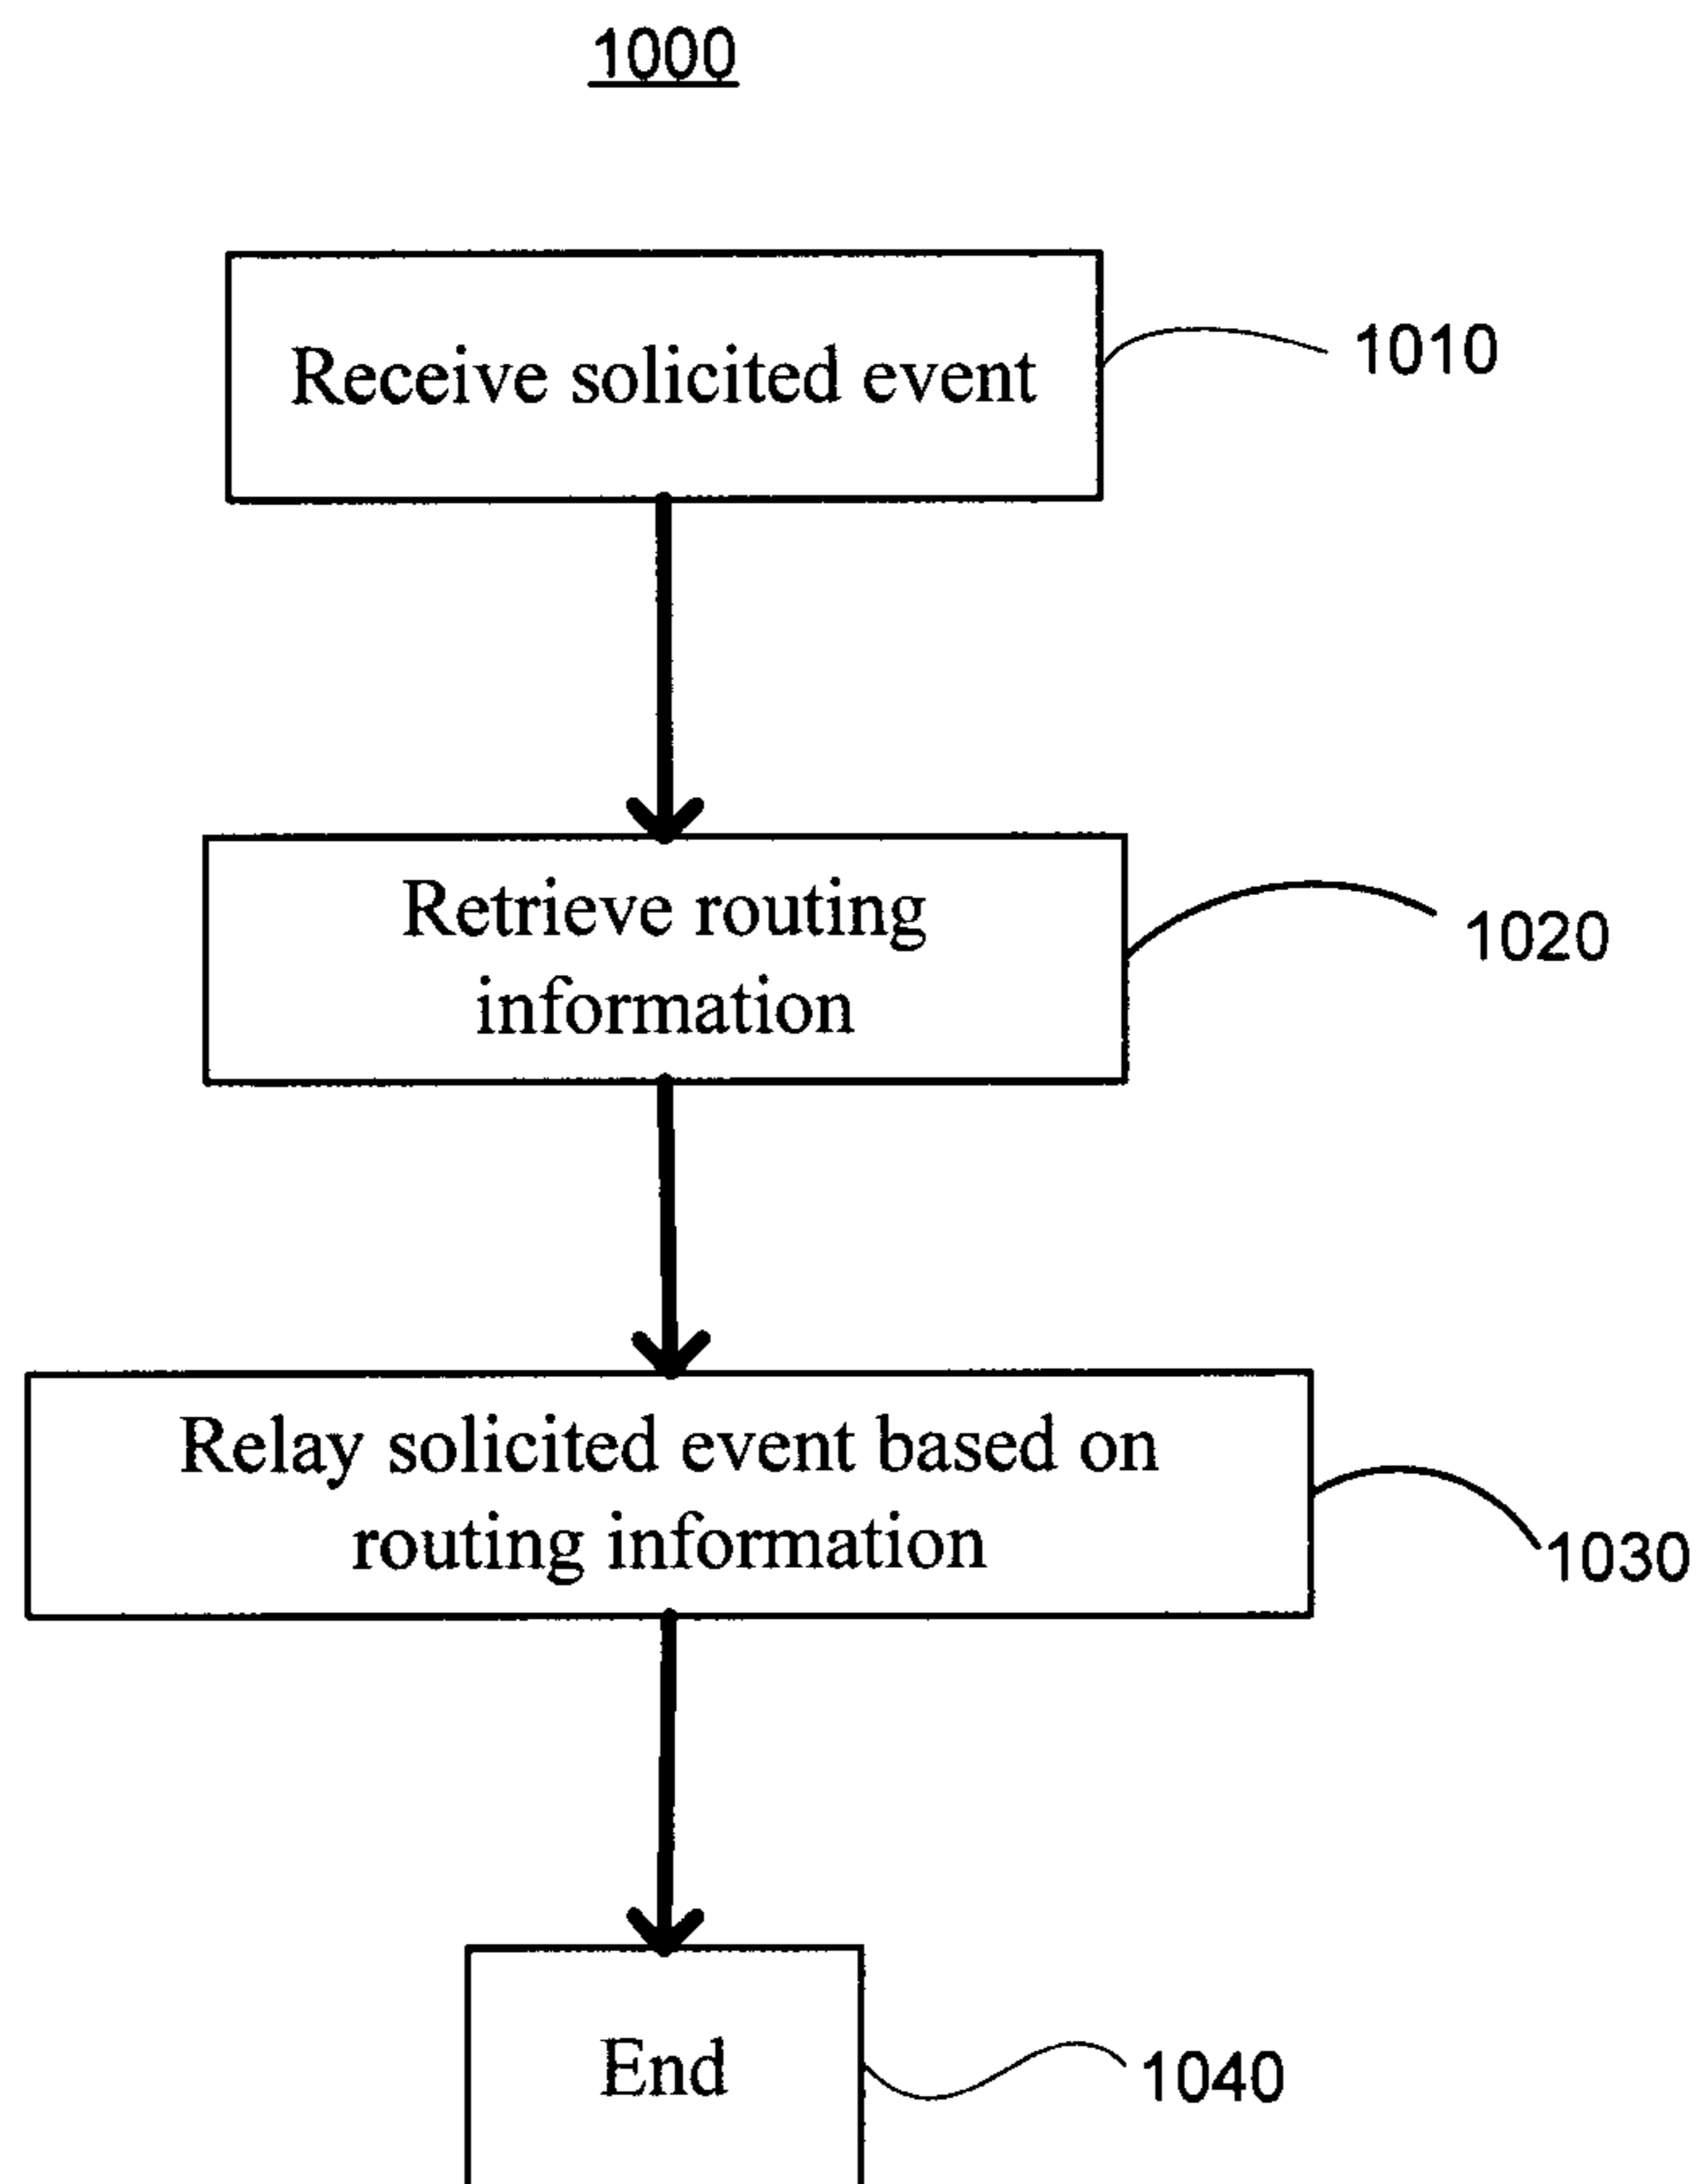 1000
Receive solicited event
1010
Retrieve routing
information
1020
Relay solicited event based on
routing information
1030
End
1040